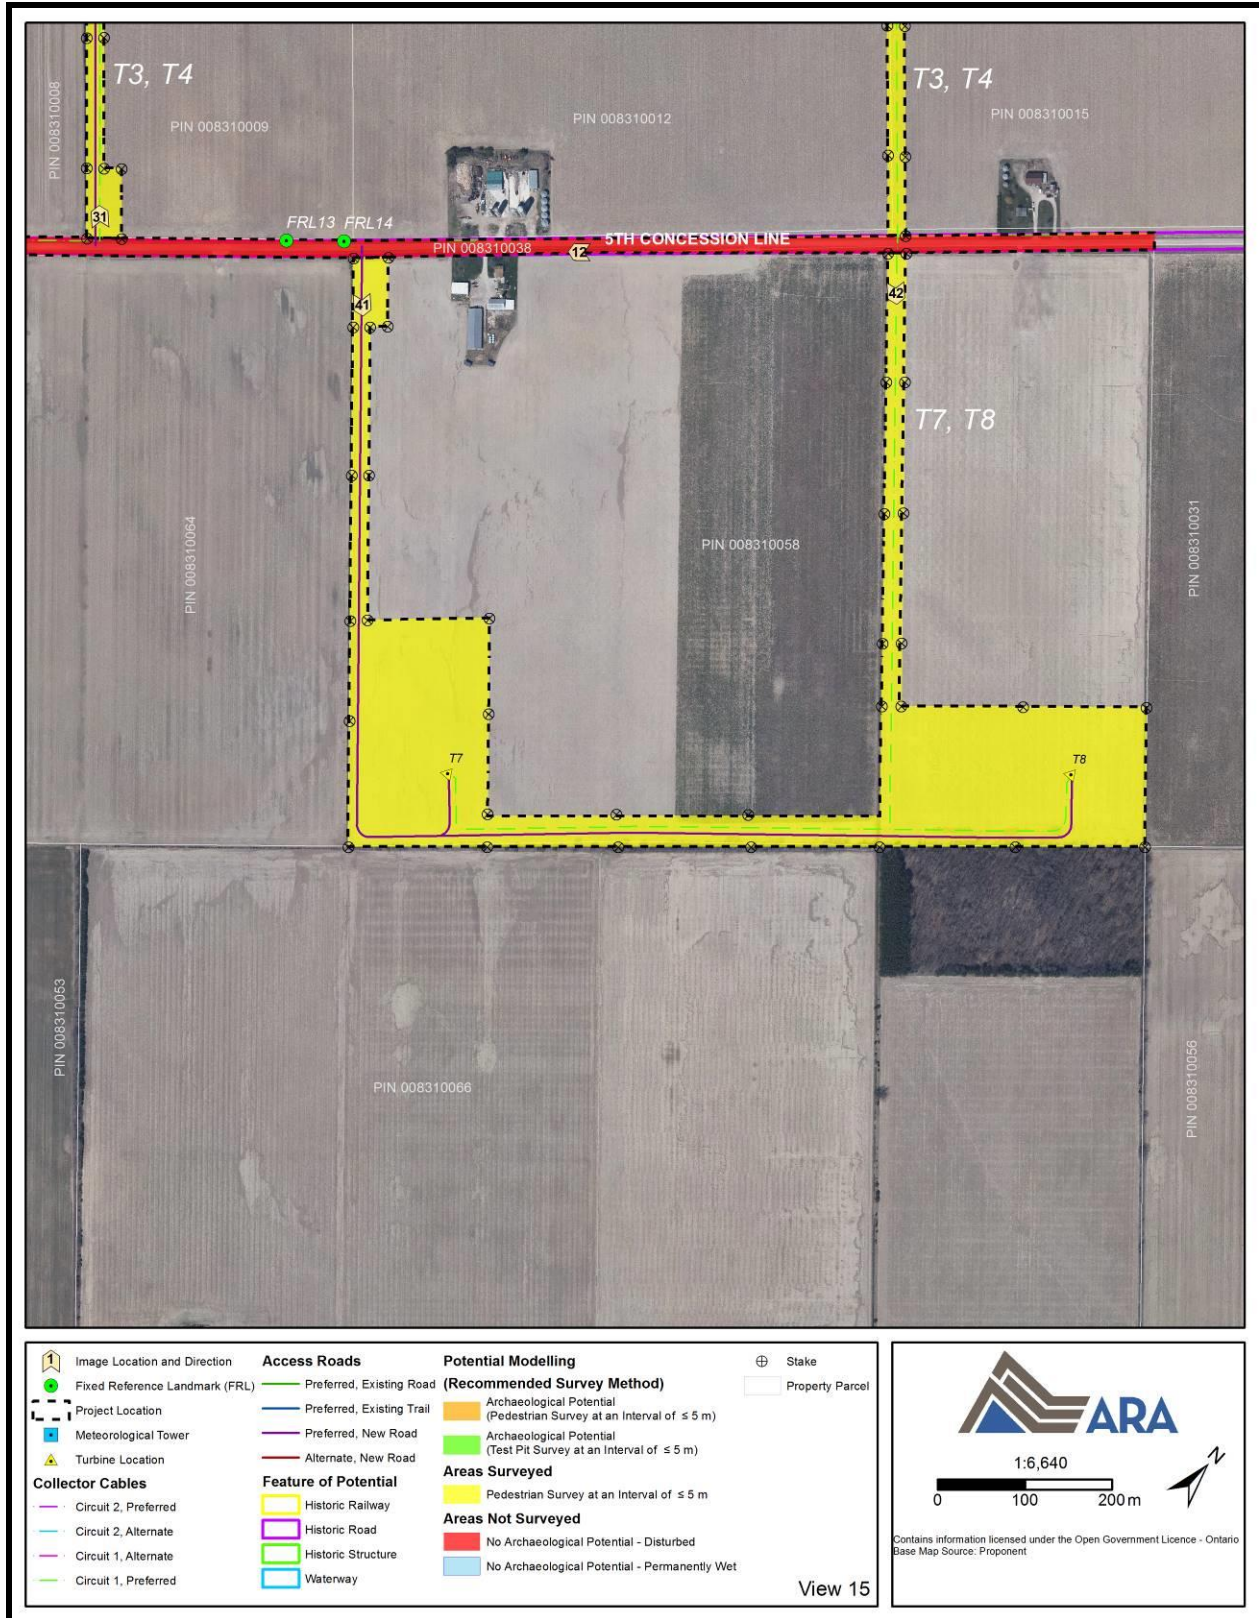 T3, T4
T3, T4
PIN 008310008
PIN 008310009
PIN 008310012
PIN 008310015
31
FRL13
FRL14
PIN 008310038
5TH CONCESSION LINE
12
41
42
T7, T8
PIN 008310064
PIN 008310058
PIN 008310031
T7
T8
PIN 008310053
PIN 008310066
PIN 008310056
1 Image Location and Direction
Fixed Reference Landmark (FRL)
Project Location
Meteorological Tower
Turbine Location
Collector Cables
Circuit 2, Preferred
Circuit 2, Alternate
Circuit 1, Alternate
Circuit 1, Preferred
Access Roads
Preferred, Existing Road
Preferred, Existing Trail
Preferred, New Road
Alternate, New Road
Feature of Potential
Historic Railway
Historic Road
Historic Structure
Waterway
Potential Modelling
(Recommended Survey Method)
Archaeological Potential
(Pedestrian Survey at an Interval of ≤ 5 m)
Archaeological Potential
(Test Pit Survey at an Interval of ≤ 5 m)
Areas Surveyed
Pedestrian Survey at an Interval of ≤ 5 m
Areas Not Surveyed
No Archaeological Potential - Disturbed
No Archaeological Potential - Permanently Wet
Stake
Property Parcel
View 15
ARA
1:6,640
N
0 100 200 m
Contains information licensed under the Open Government Licence - Ontario
Base Map Source: Proponent